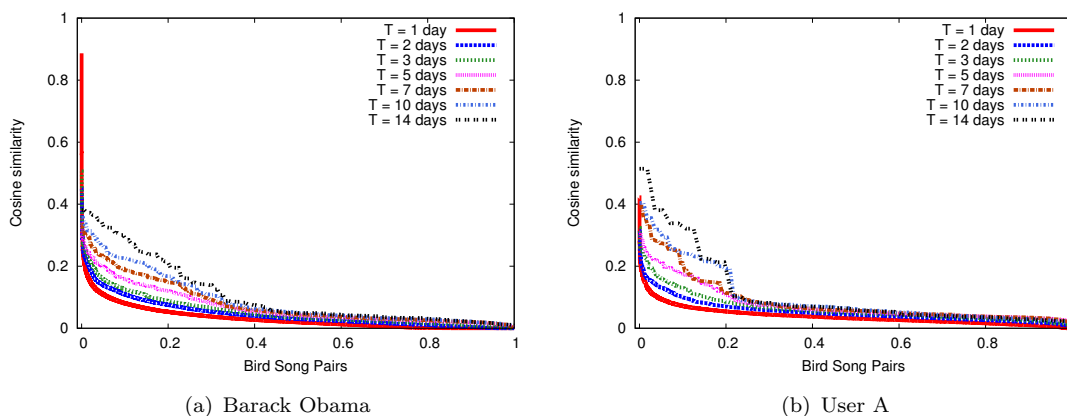 1
0.8
0.6
0.4
0.2
0
0 0.2 0.4 0.6 0.8 1
Cosine similarity
Bird Song Pairs
T = 1 day
T = 2 days
T = 3 days
T = 5 days
T = 7 days
T = 10 days
T = 14 days
(a) Barack Obama
1
0.8
0.6
0.4
0.2
0
0 0.2 0.4 0.6 0.8
Cosine similarity
Bird Song Pairs
T = 1 day
T = 2 days
T = 3 days
T = 5 days
T = 7 days
T = 10 days
T = 14 days
(b) User A